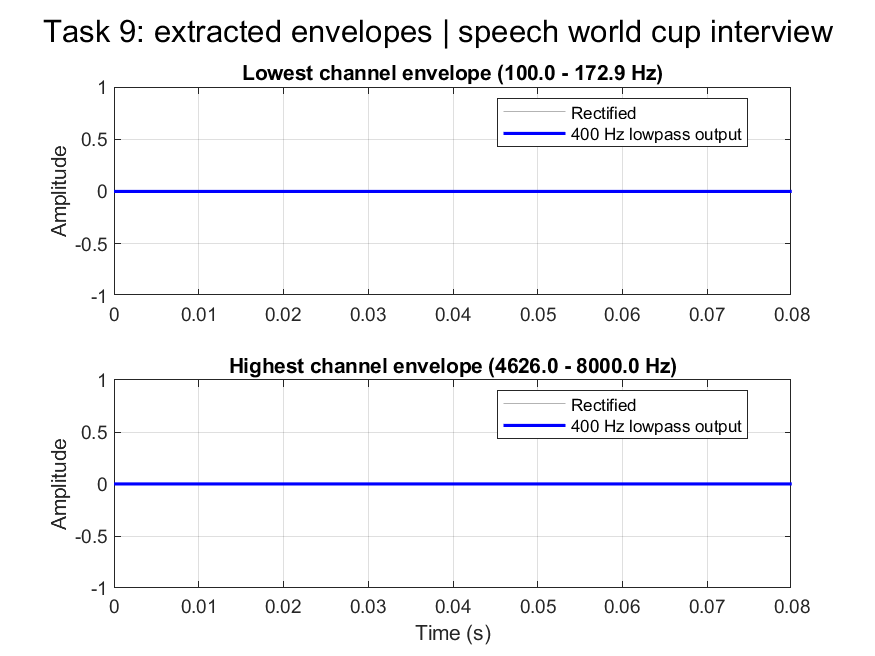 Task 9: extracted envelopes | speech world cup interview
Lowest channel envelope (100.0 - 172.9 Hz)
1
0.5
0
-0.5
-1
Amplitude
Rectified
400 Hz lowpass output
0 0.01 0.02 0.03 0.04 0.05 0.06 0.07 0.08
Highest channel envelope (4626.0 - 8000.0 Hz)
1
0.5
0
-0.5
-1
Amplitude
Rectified
400 Hz lowpass output
0 0.01 0.02 0.03 0.04 0.05 0.06 0.07 0.08
Time (s)